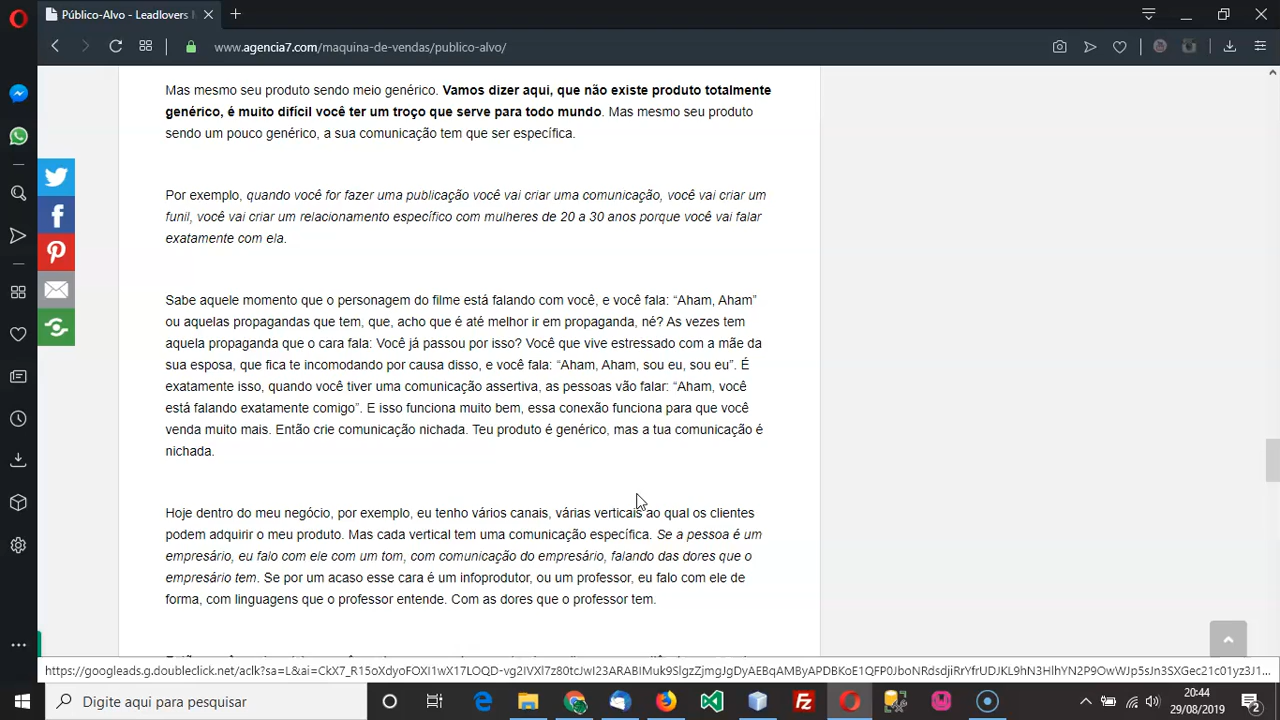 Público-Alvo - Leadlovers
www.agencia7.com/maquina-de-vendas/publico-alvo/
Mas mesmo seu produto sendo meio genérico. Vamos dizer aqui, que não existe produto totalmente
genérico, é muito difícil você ter um troço que serve para todo mundo. Mas mesmo seu produto
sendo um pouco genérico, a sua comunicação tem que ser específica.
Por exemplo, quando você for fazer uma publicação você vai criar uma comunicação, você vai criar um
funil, você vai criar um relacionamento específico com mulheres de 20 a 30 anos porque você vai falar
exatamente com ela.
Sabe aquele momento que o personagem do filme está falando com você, e você fala: “Aham, Aham”
ou aquelas propagandas que tem, que, acho que é até melhor ir em propaganda, né? As vezes tem
aquela propaganda que o cara fala: Você já passou por isso? Você que vive estressado com a mãe da
sua esposa, que fica te incomodando por causa disso, e você fala: “Aham, Aham, sou eu, sou eu”. É
exatamente isso, quando você tiver uma comunicação assertiva, as pessoas vão falar: “Aham, você
está falando exatamente comigo”. E isso funciona muito bem, essa conexão funciona para que você
venda muito mais. Então crie comunicação nichada. Teu produto é genérico, mas a tua comunicação é
nichada.
Hoje dentro do meu negócio, por exemplo, eu tenho vários canais, várias verticais ao qual os clientes
podem adquirir o meu produto. Mas cada vertical tem uma comunicação específica. Se a pessoa é um
empresário, eu falo com ele com um tom, com comunicação do empresário, falando das dores que o
empresário tem. Se por um acaso esse cara é um infoprodutor, ou um professor, eu falo com ele de
forma, com linguagens que o professor entende. Com as dores que o professor tem.
Digite aqui para pesquisar
20:44
29/08/2019
2